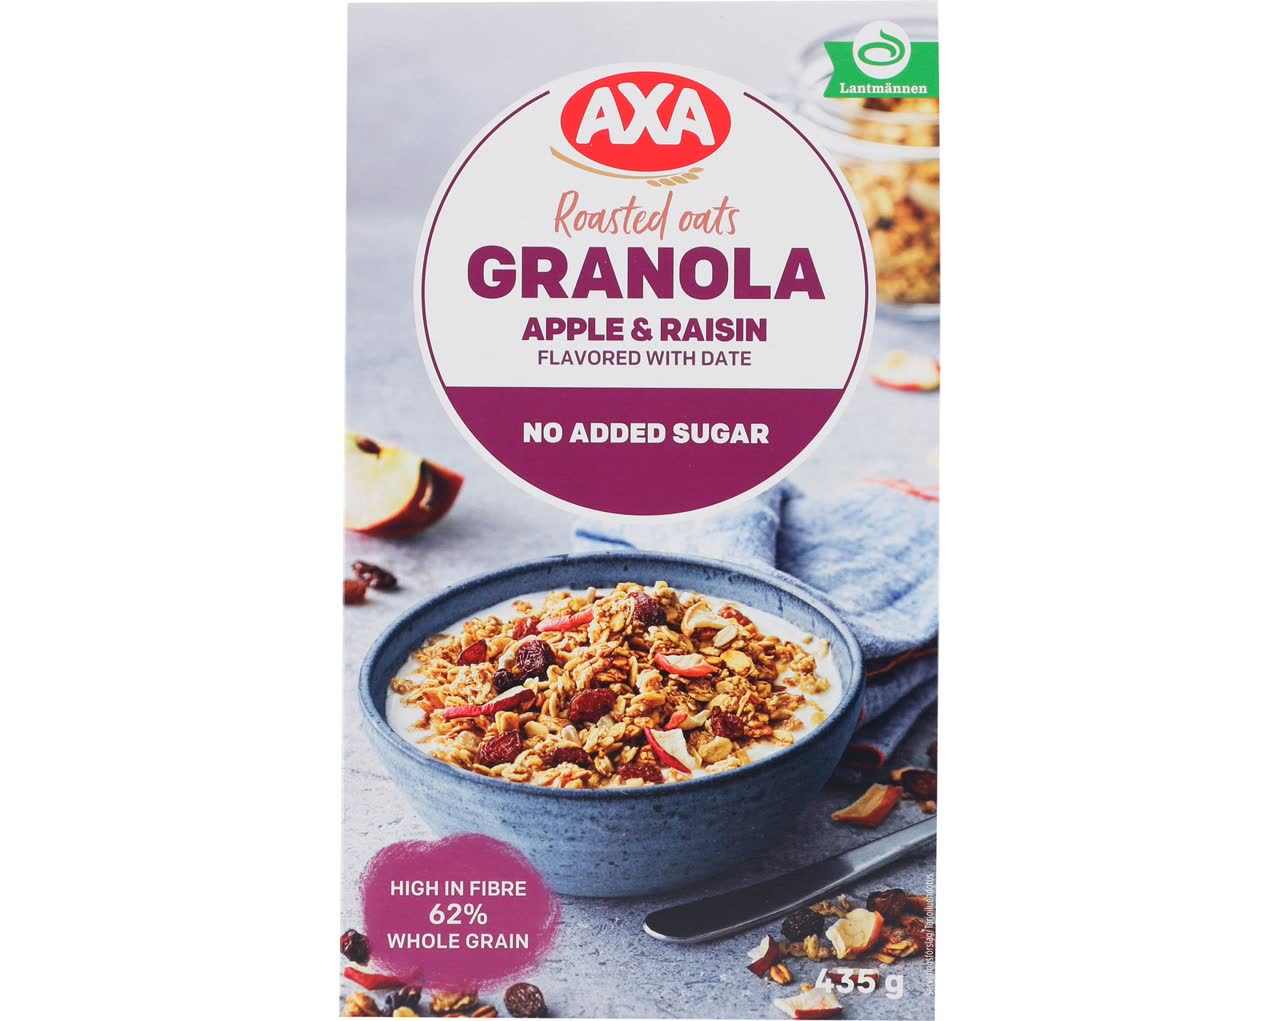 Lantmännen
AXA
Roasted oats
GRANOLA
APPLE & RAISIN
FLAVORED WITH DATE
NO ADDED SUGAR
HIGH IN FIBRE
62%
WHOLE GRAIN
435 g